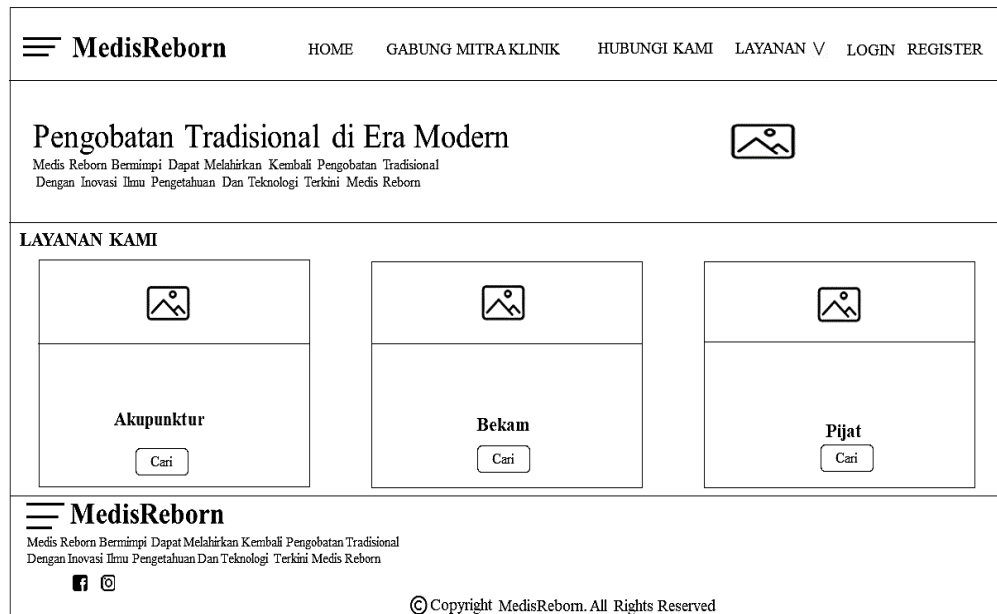 MedisReborn HOME GABUNG MITRA KLINIK HUBUNGI KAMI LAYANAN LOGIN REGISTER
Pengobatan Tradisional di Era Modern
Medis Reborn Bermimpi Dapat Melahirkan Kembali Pengobatan Tradisional
Dengan Inovasi Ilmu Pengetahuan Dan Teknologi Terkini Medis Reborn
LAYANAN KAMI
Akupunktur
Cari
Bekam
Cari
Pijat
Cari
MedisReborn
Medis Reborn Bermimpi Dapat Melahirkan Kembali Pengobatan Tradisional
Dengan Inovasi Ilmu Pengetahuan Dan Teknologi Terkini Medis Reborn
© Copyright MedisReborn. All Rights Reserved